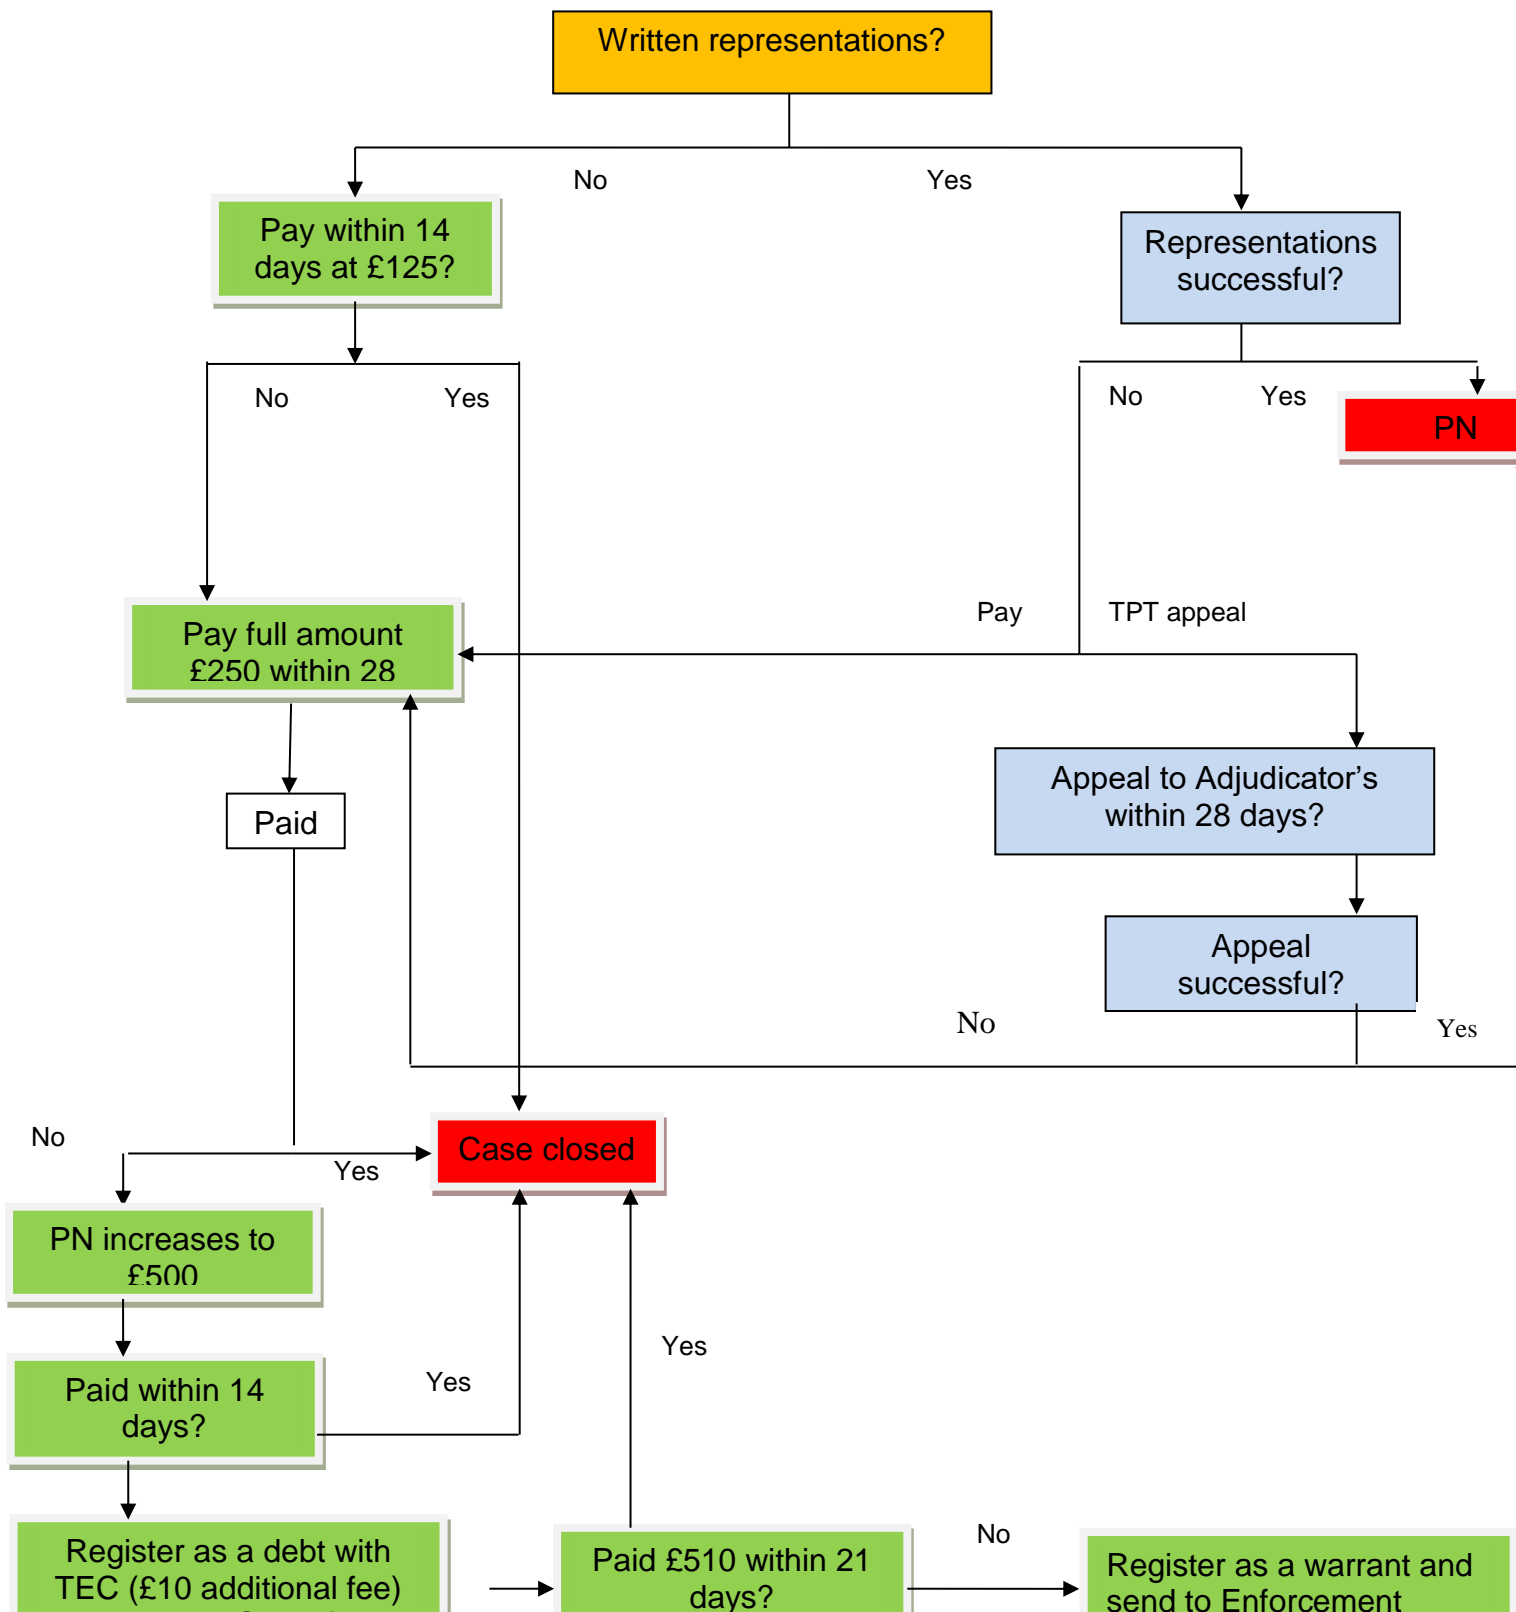 Written representations?
No
Yes
Pay within 14
days at £125?
Representations
successful?
No
Yes
No
Yes
PN
Pay full amount
£250 within 28
Pay
TPT appeal
Appeal to Adjudicator’s
within 28 days?
Paid
Appeal
successful?
No
Yes
No
Case closed
Yes
PN increases to
£500
Yes
Paid within 14
days?
Yes
Register as a debt with
TEC (£10 additional fee)
Paid £510 within 21
days?
No
Register as a warrant and
send to Enforcement